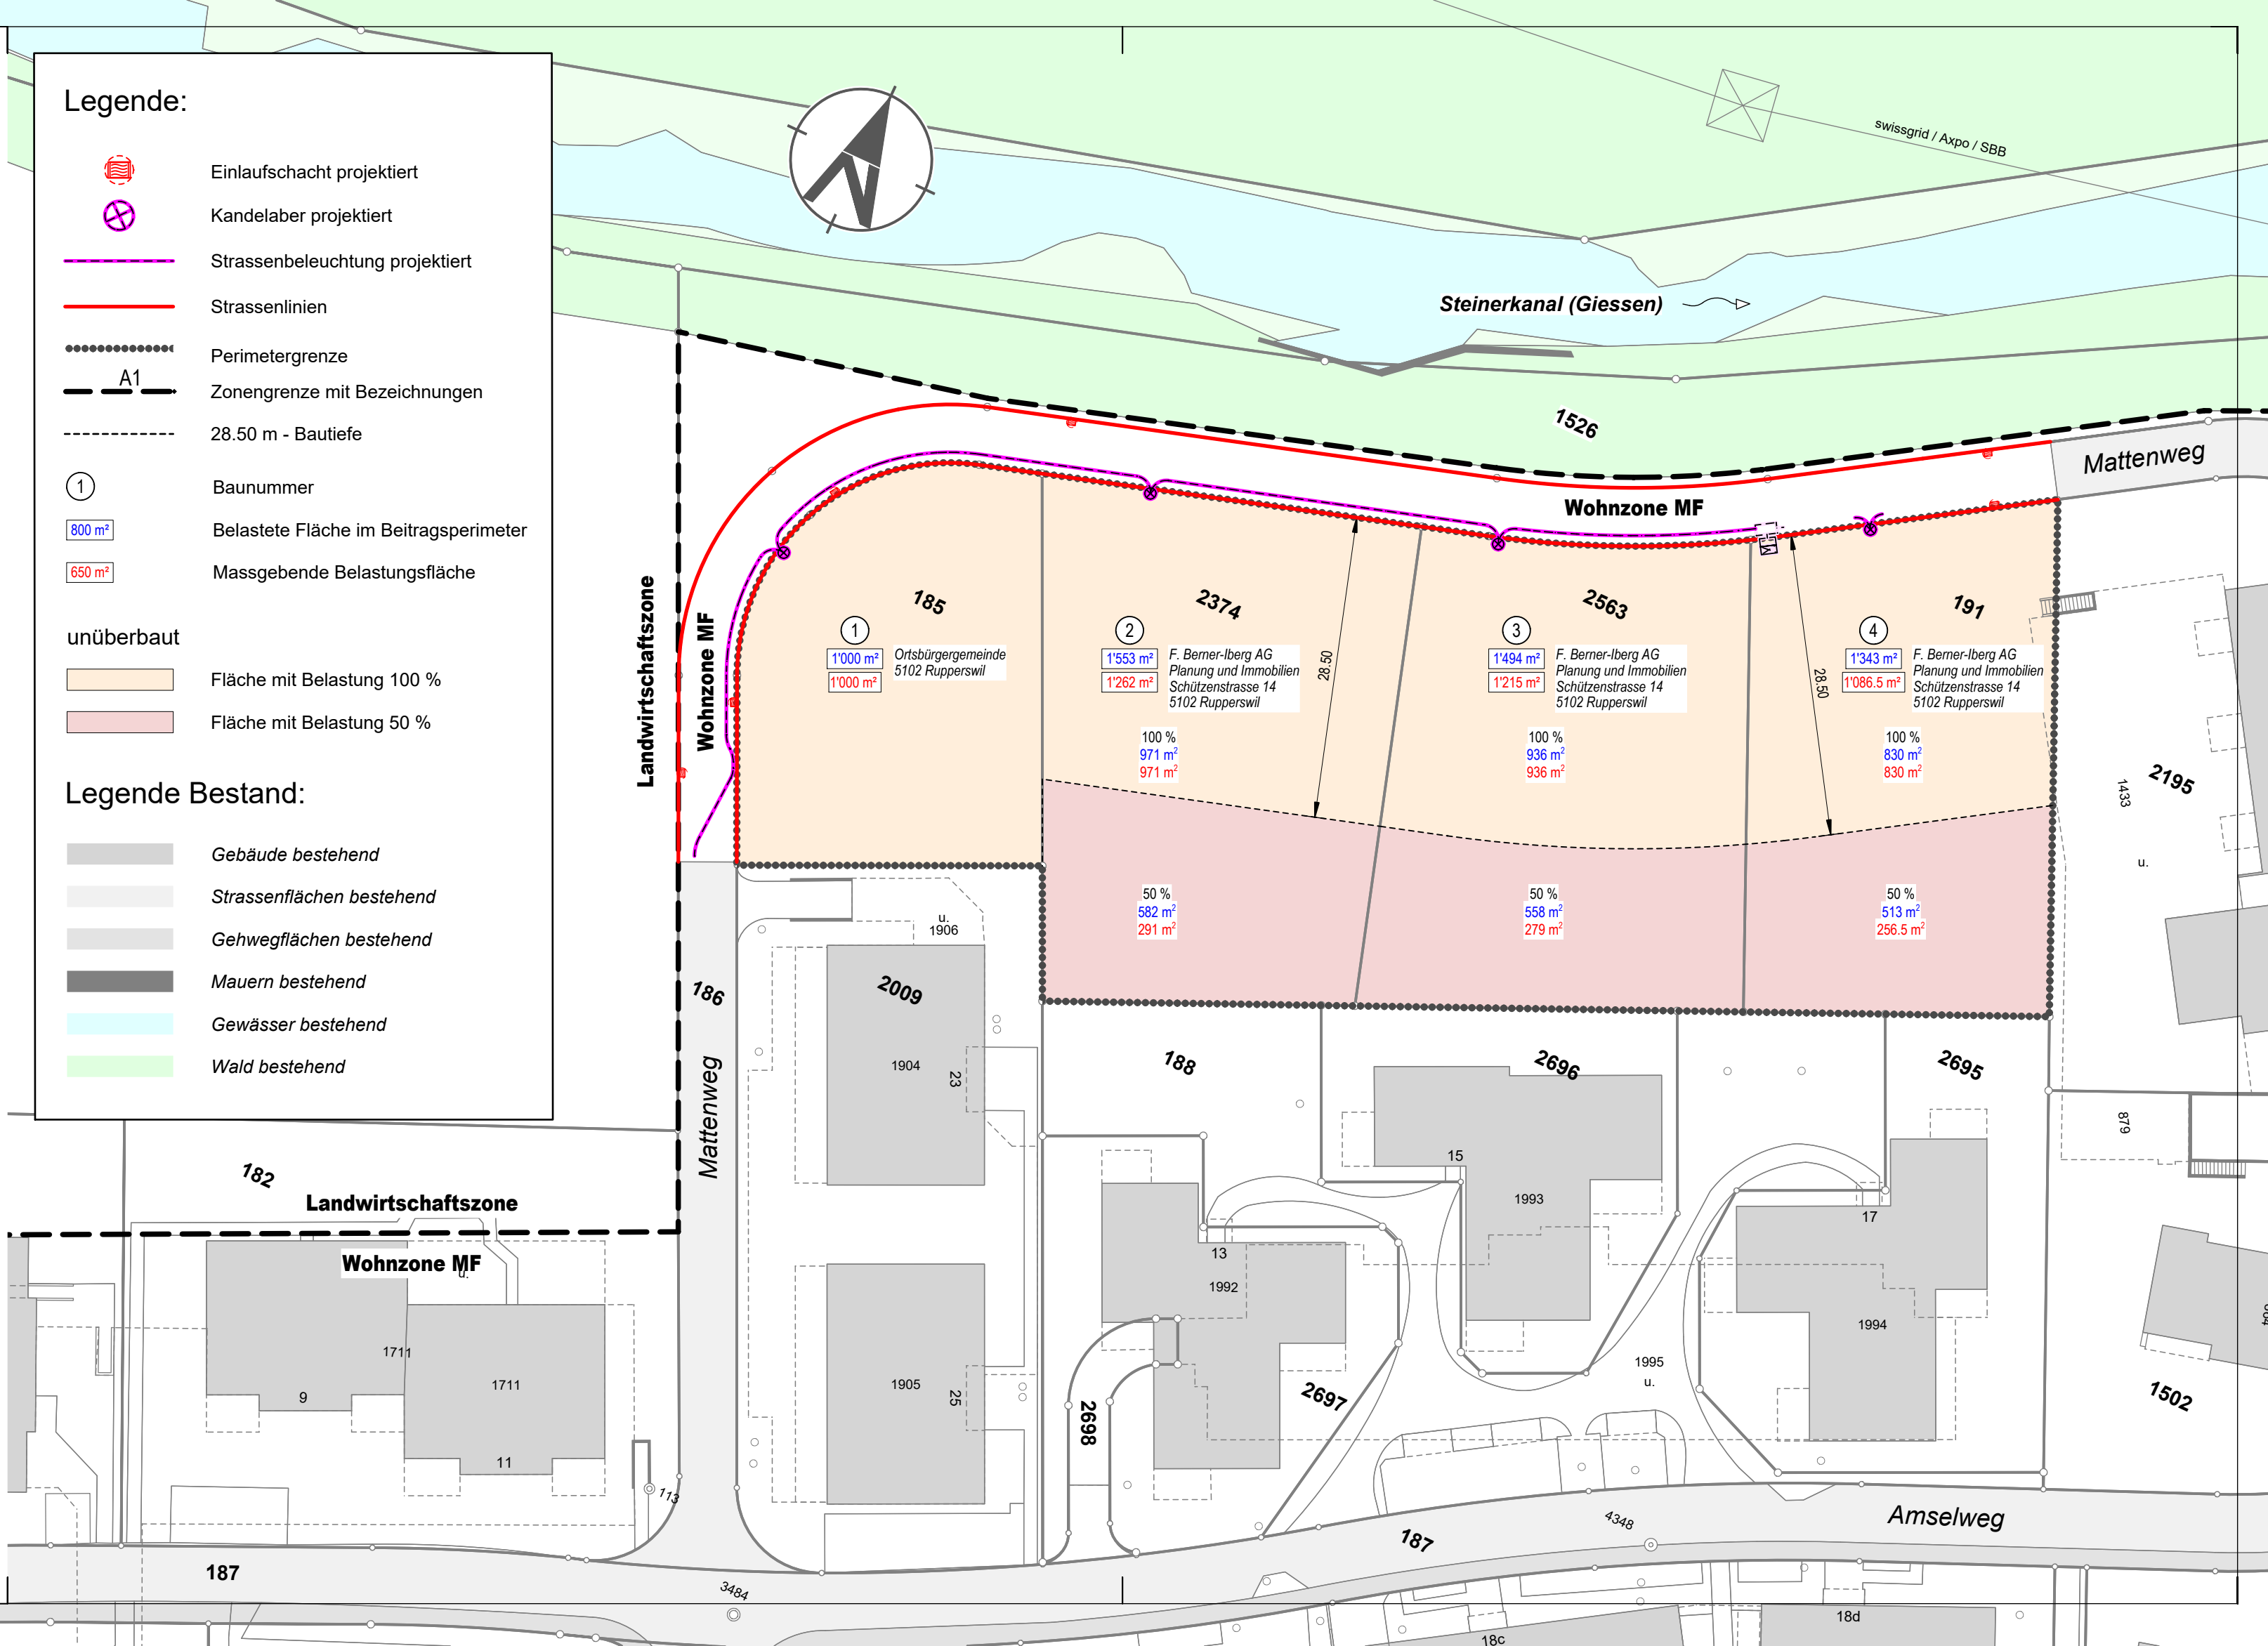 Legende:
Einlaufschacht projektiert
Kandelaber projektiert
Strassenbeleuchtung projektiert
Strassenlinien
Perimetergrenze
A1
Zonengrenze mit Bezeichnungen
28.50 m - Bautiefe
1
Baunummer
800 m²
Belastete Fläche im Beitragsperimeter
650 m²
Massgebende Belastungsfläche
unüberbaut
Fläche mit Belastung 100 %
Fläche mit Belastung 50 %
Legende Bestand:
Gebäude bestehend
Strassenflächen bestehend
Gehwegflächen bestehend
Mauern bestehend
Gewässer bestehend
Wald bestehend
N
swissgrid / Axpo / SBB
Steinerkanal (Giessen)
1526
Mattenweg
Wohnzone MF
Landwirtschaftszone
Wohnzone MF
185
1
1'000 m²
1'000 m²
Ortsbürgergemeinde
5102 Rupperswil
2374
2
1'553 m²
1'262 m²
F. Berner-Iberg AG
Planung und Immobilien
Schützenstrasse 14
5102 Rupperswil
100 %
971 m²
971 m²
28.50
2563
3
1'494 m²
1'215 m²
F. Berner-Iberg AG
Planung und Immobilien
Schützenstrasse 14
5102 Rupperswil
100 %
936 m²
936 m²
28.50
191
4
1'343 m²
1'086.5 m²
F. Berner-Iberg AG
Planung und Immobilien
Schützenstrasse 14
5102 Rupperswil
100 %
830 m²
830 m²
50 %
582 m²
291 m²
50 %
558 m²
279 m²
50 %
513 m²
256.5 m²
2195
1433
u.
u.
1906
186
2009
1904
23
Mattenweg
188
2696
2695
879
182
Landwirtschaftszone
Wohnzone MF
u.
15
1993
17
13
1992
1994
1711
1711
9
11
1905
25
2698
2697
1995
u.
1502
113
187
3484
187
4348
Amselweg
18c
18d